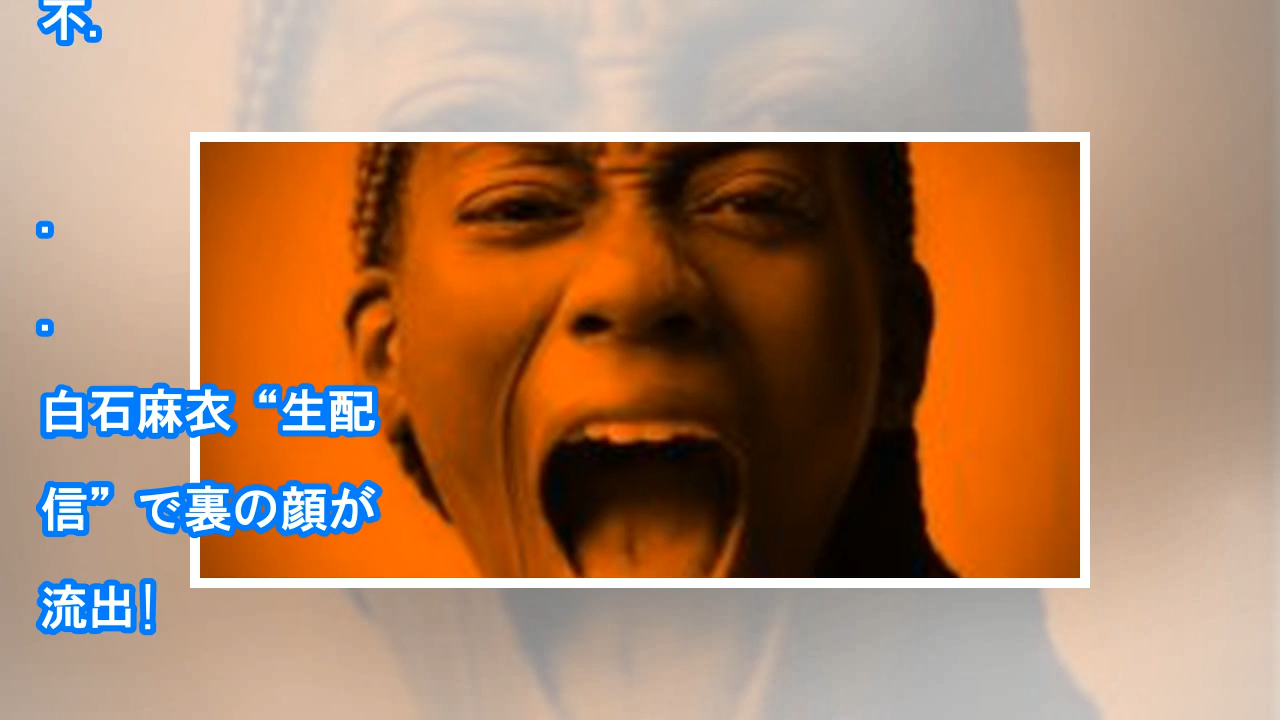 .
.
白石麻衣“生配
信”で裏の顔が
流出!